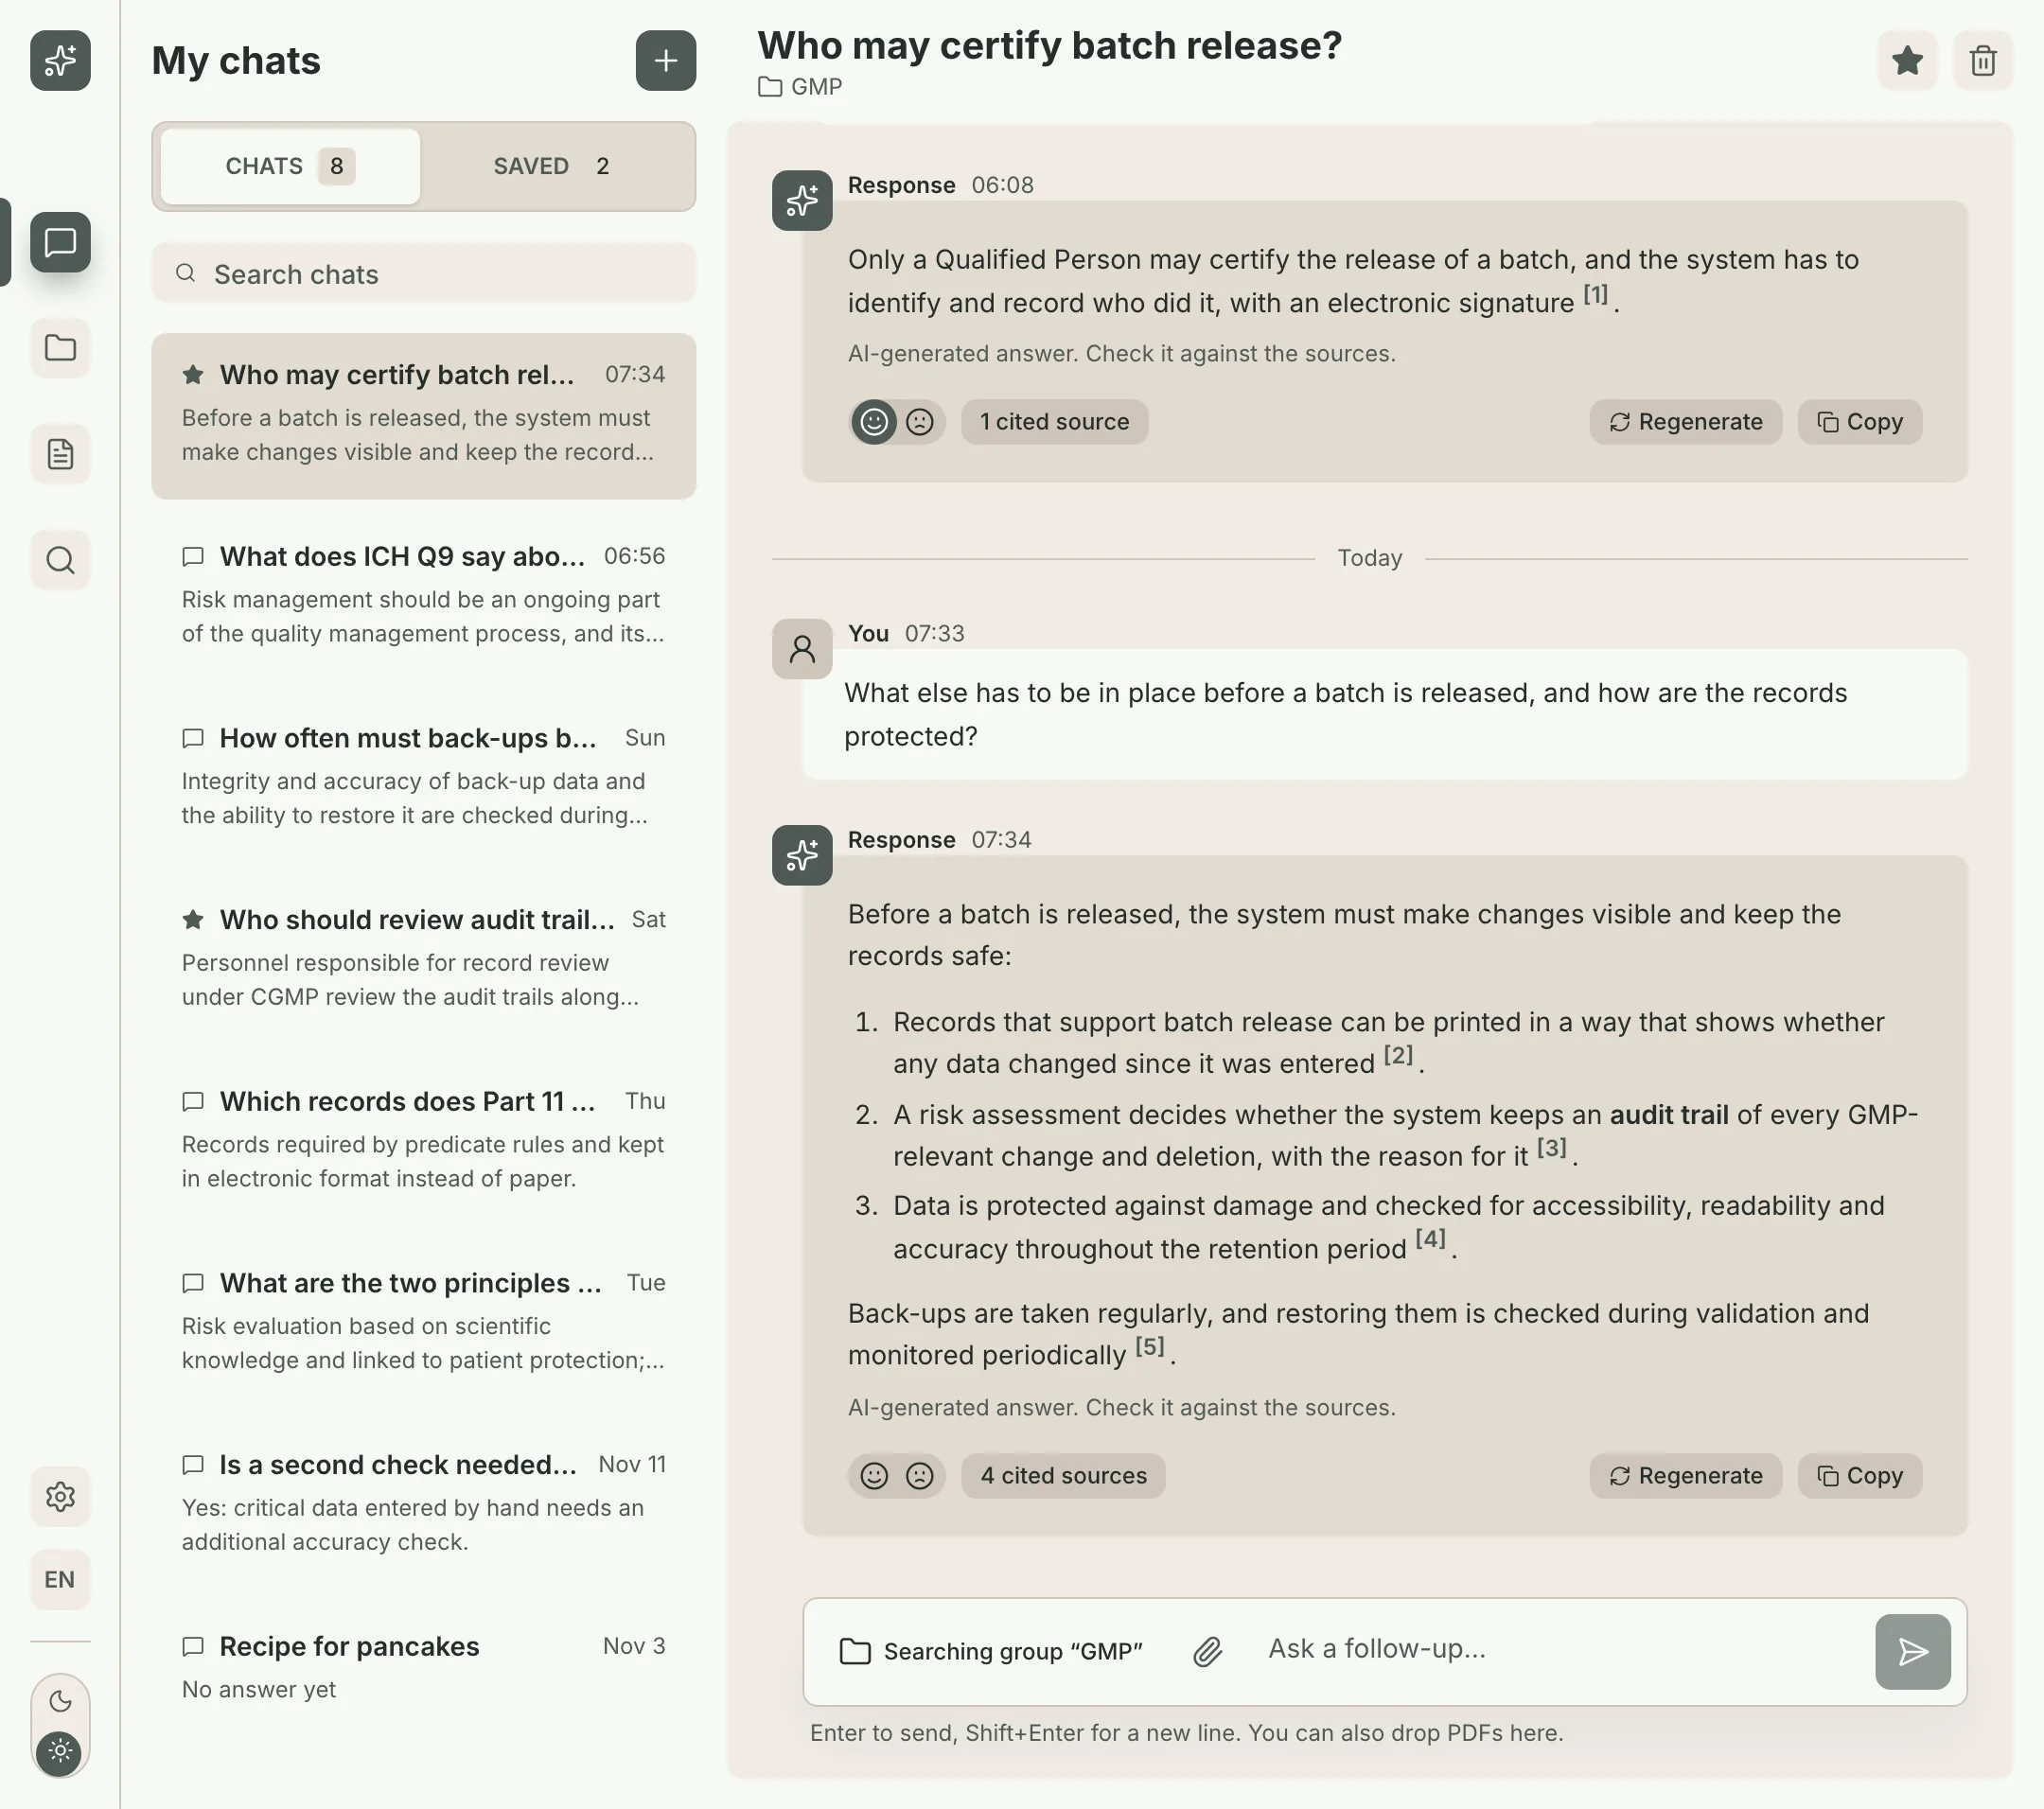 My chats
CHATS 8
SAVED 2
Search chats
Who may certify batch rel... 07:34
Before a batch is released, the system must
make changes visible and keep the record...
What does ICH Q9 say abo... 06:56
Risk management should be an ongoing part
of the quality management process, and its...
How often must back-ups b... Sun
Integrity and accuracy of back-up data and
the ability to restore it are checked during...
Who should review audit trail... Sat
Personnel responsible for record review
under CGMP review the audit trails along...
Which records does Part 11 ... Thu
Records required by predicate rules and kept
in electronic format instead of paper.
What are the two principles ... Tue
Risk evaluation based on scientific
knowledge and linked to patient protection;...
Is a second check needed... Nov 11
Yes: critical data entered by hand needs an
additional accuracy check.
Recipe for pancakes Nov 3
No answer yet
EN
Who may certify batch release?
GMP
Response 06:08
Only a Qualified Person may certify the release of a batch, and the system has to
identify and record who did it, with an electronic signature [1].
AI-generated answer. Check it against the sources.
1 cited source
Regenerate
Copy
Today
You 07:33
What else has to be in place before a batch is released, and how are the records
protected?
Response 07:34
Before a batch is released, the system must make changes visible and keep the
records safe:
1. Records that support batch release can be printed in a way that shows whether
any data changed since it was entered [2].
2. A risk assessment decides whether the system keeps an audit trail of every GMP-
relevant change and deletion, with the reason for it [3].
3. Data is protected against damage and checked for accessibility, readability and
accuracy throughout the retention period [4].
Back-ups are taken regularly, and restoring them is checked during validation and
monitored periodically [5].
AI-generated answer. Check it against the sources.
4 cited sources
Regenerate
Copy
Searching group “GMP”
Ask a follow-up...
Enter to send, Shift+Enter for a new line. You can also drop PDFs here.